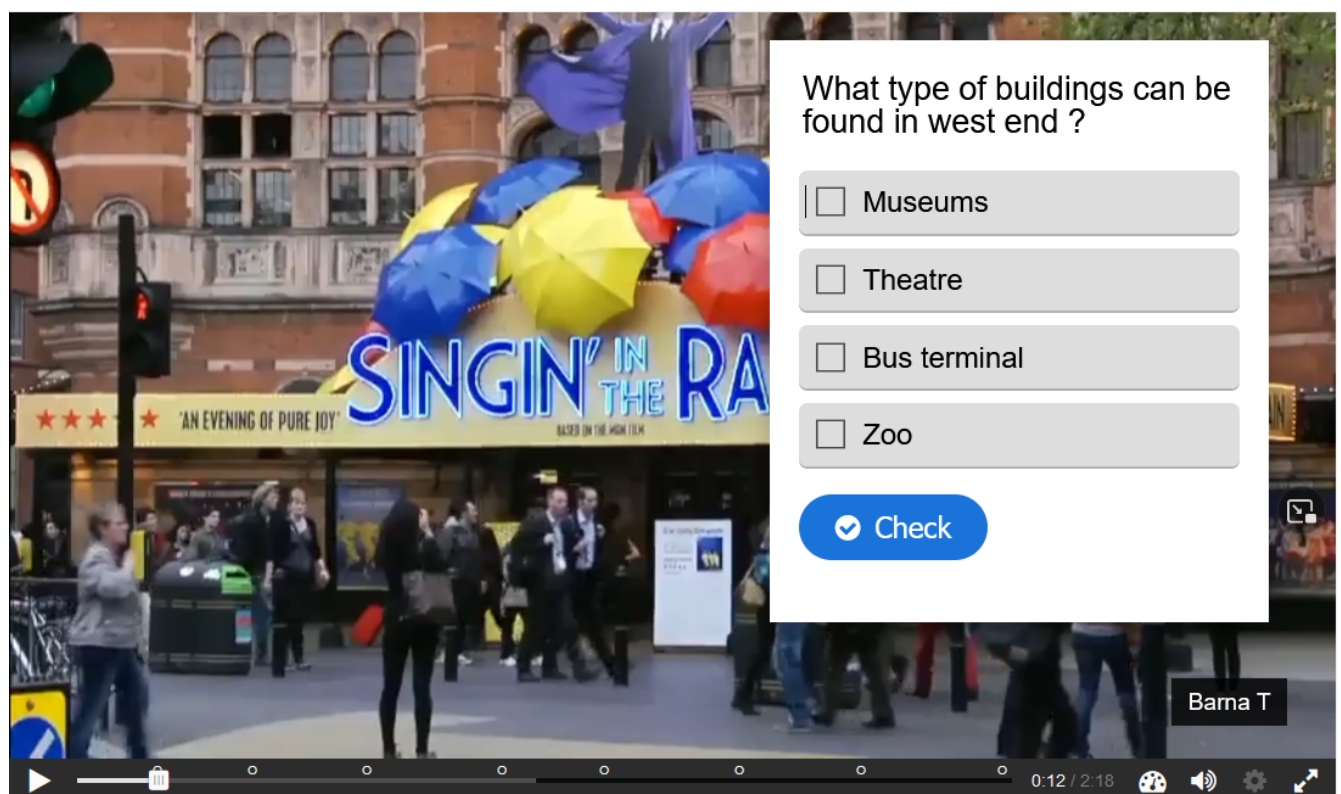 What type of buildings can be
found in west end ?
Museums
Theatre
Bus terminal
Zoo
Check
SINGIN' IN THE RA
'AN EVENING OF PURE JOY'
BASED ON THE MGM FILM
Barna T
0:12 / 2:18